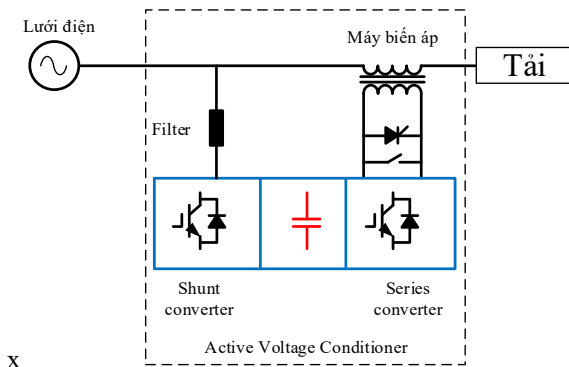 Lưới điện
Máy biến áp
Tải
Filter
Shunt
converter
Series
converter
Active Voltage Conditioner
x